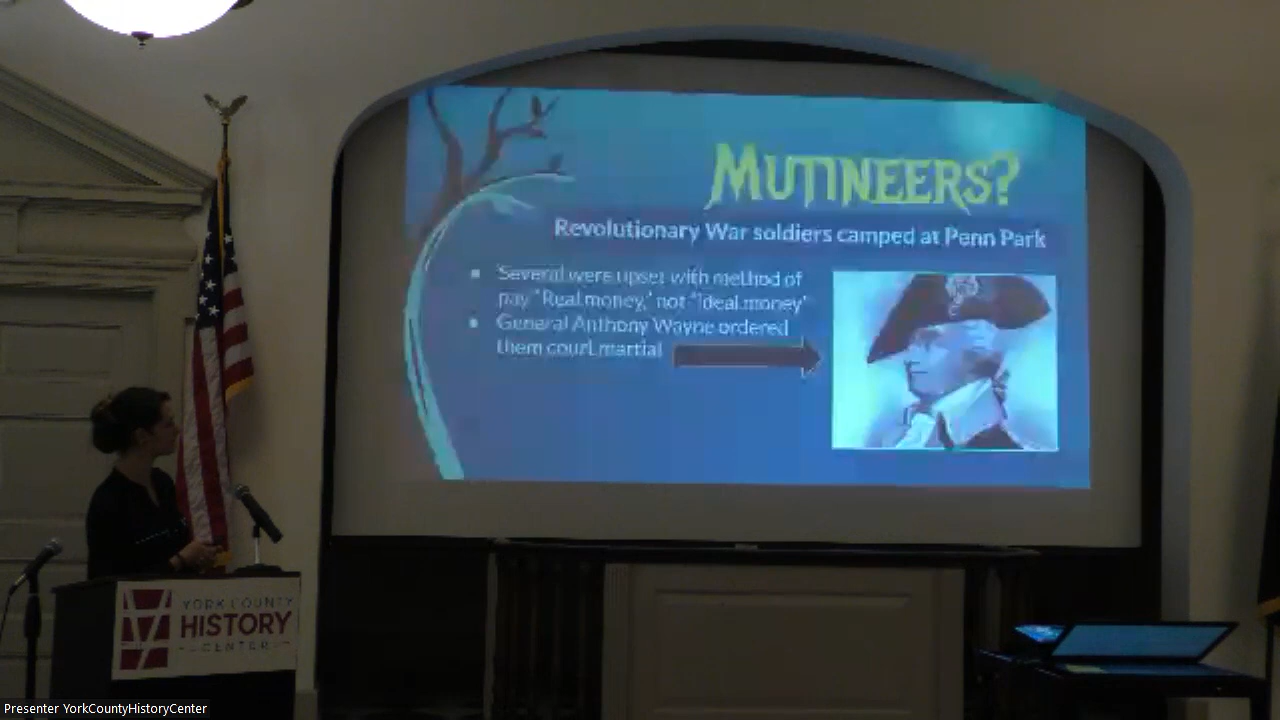 MUTINEERS?
Revolutionary War soldiers camped at Penn Park
Several were upset with method of
pay "Real money," not "Ideal money"
General Anthony Wayne ordered
them court martial
YORK COUNTY
HISTORY
CENTER
Presenter YorkCountyHistoryCenter